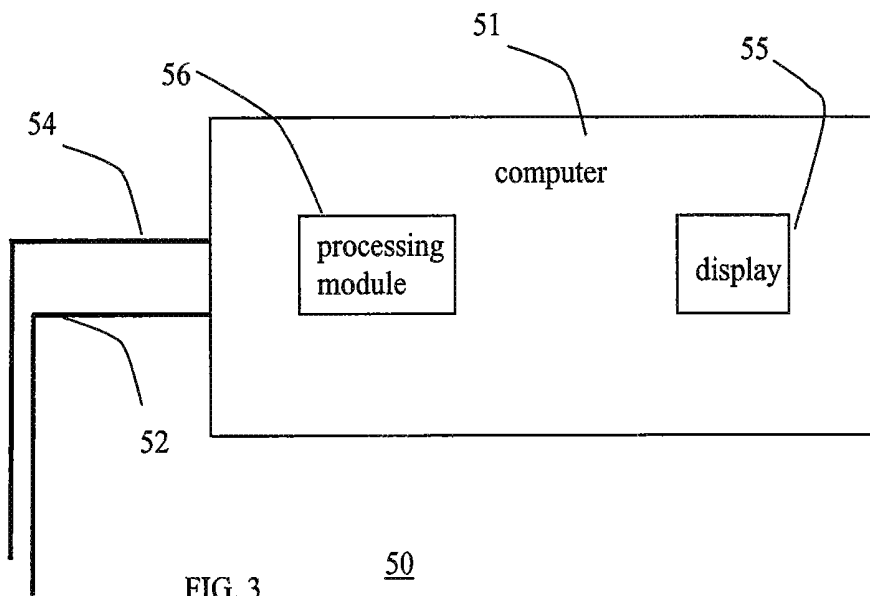 51
55
56
54
computer
processing
module
display
52
50
FIG. 3